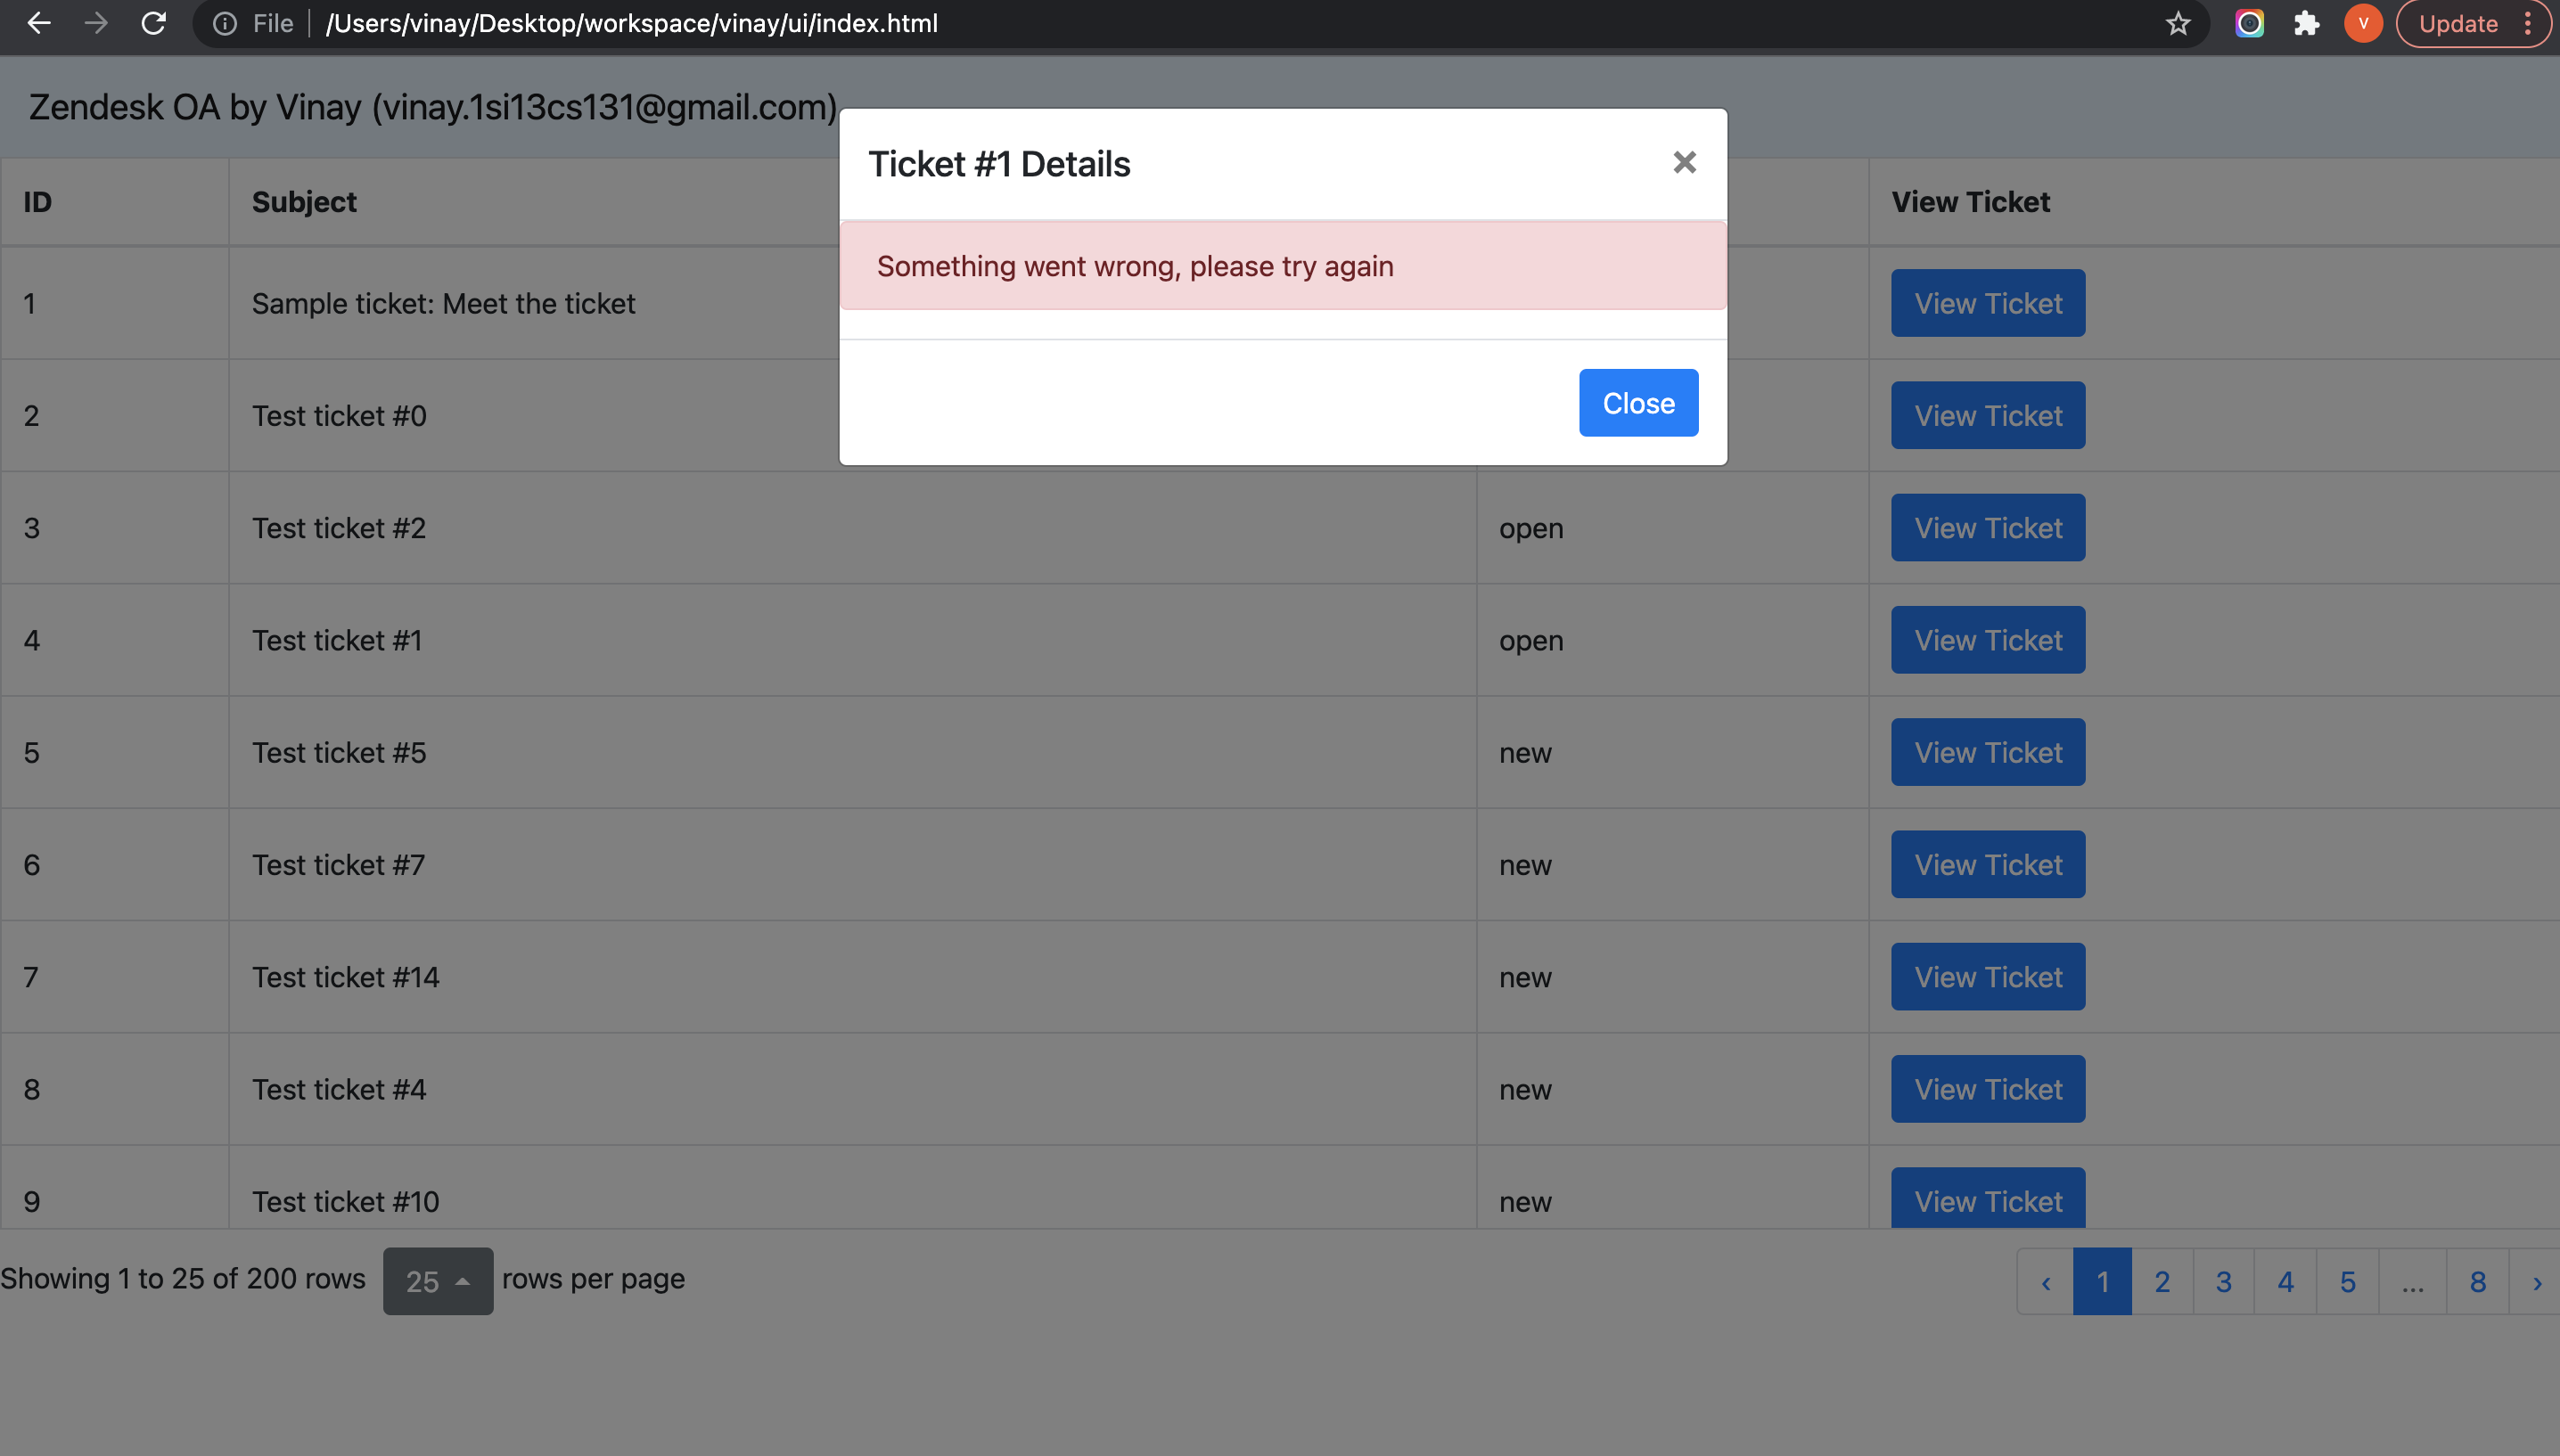 File /Users/vinay/Desktop/workspace/vinay/ui/index.html V Update
Zendesk OA by Vinay (vinay.1si13cs131@gmail.com)
Ticket #1 Details ×
Something went wrong, please try again
Close
ID Subject View Ticket
1 Sample ticket: Meet the ticket View Ticket
2 Test ticket #0 View Ticket
3 Test ticket #2 open View Ticket
4 Test ticket #1 open View Ticket
5 Test ticket #5 new View Ticket
6 Test ticket #7 new View Ticket
7 Test ticket #14 new View Ticket
8 Test ticket #4 new View Ticket
9 Test ticket #10 new View Ticket
Showing 1 to 25 of 200 rows 25 rows per page ‹ 1 2 3 4 5 ... 8 ›